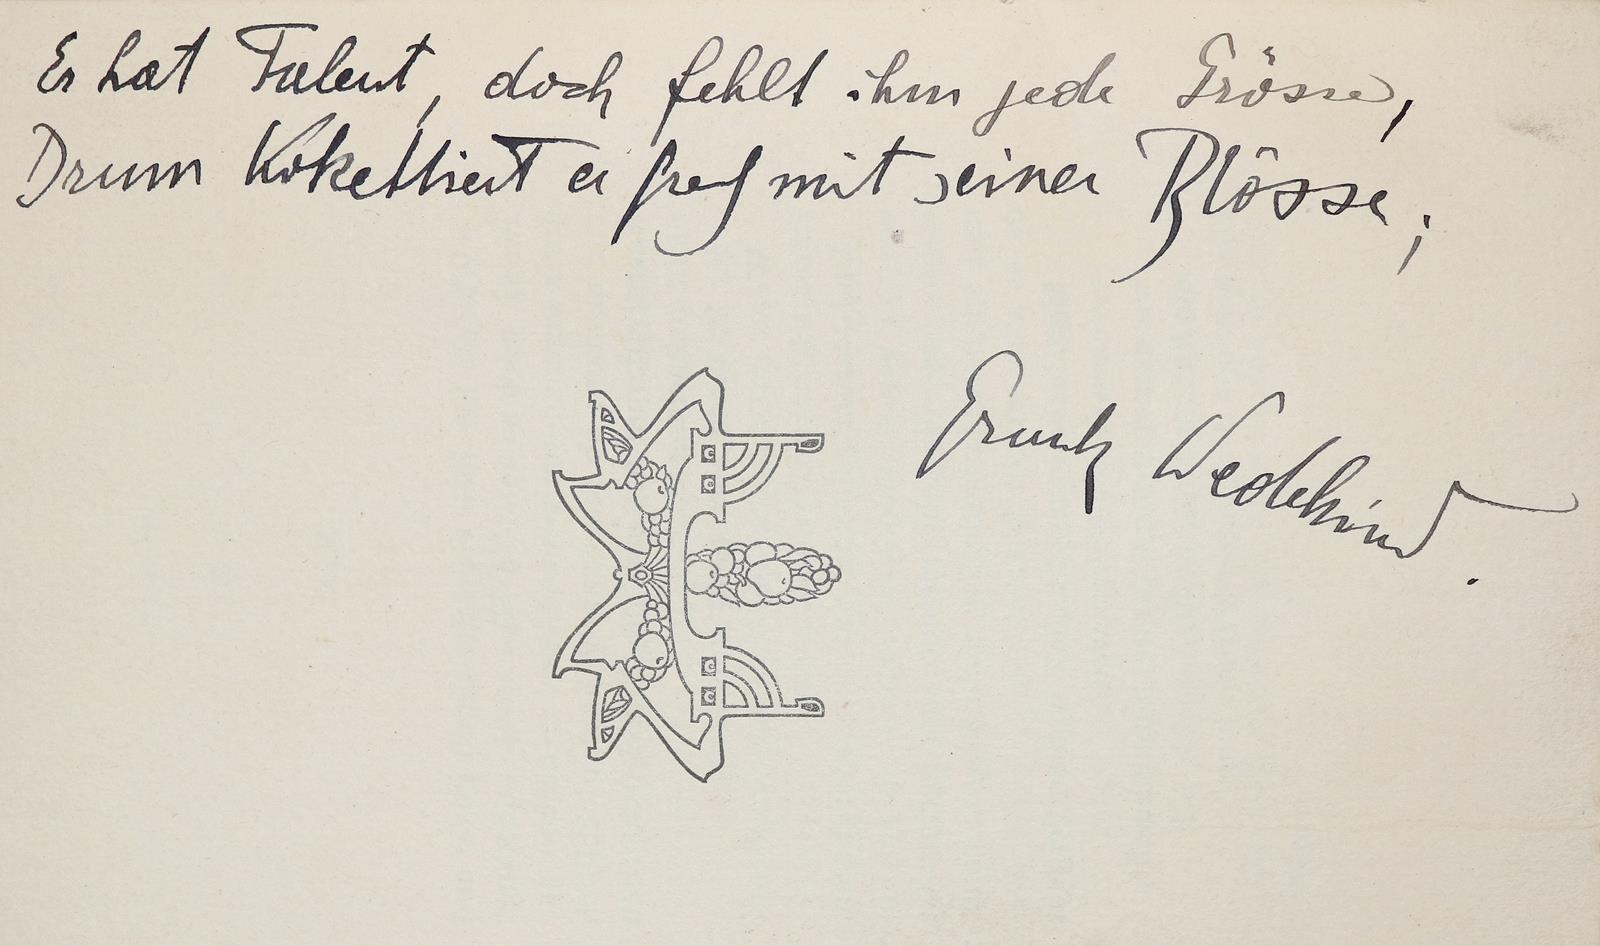 Er hat Talent, doch fehlt ihm jede Grösse,
Drum Kokettiert er frech mit seiner Blösse;
Frank Wedekind.